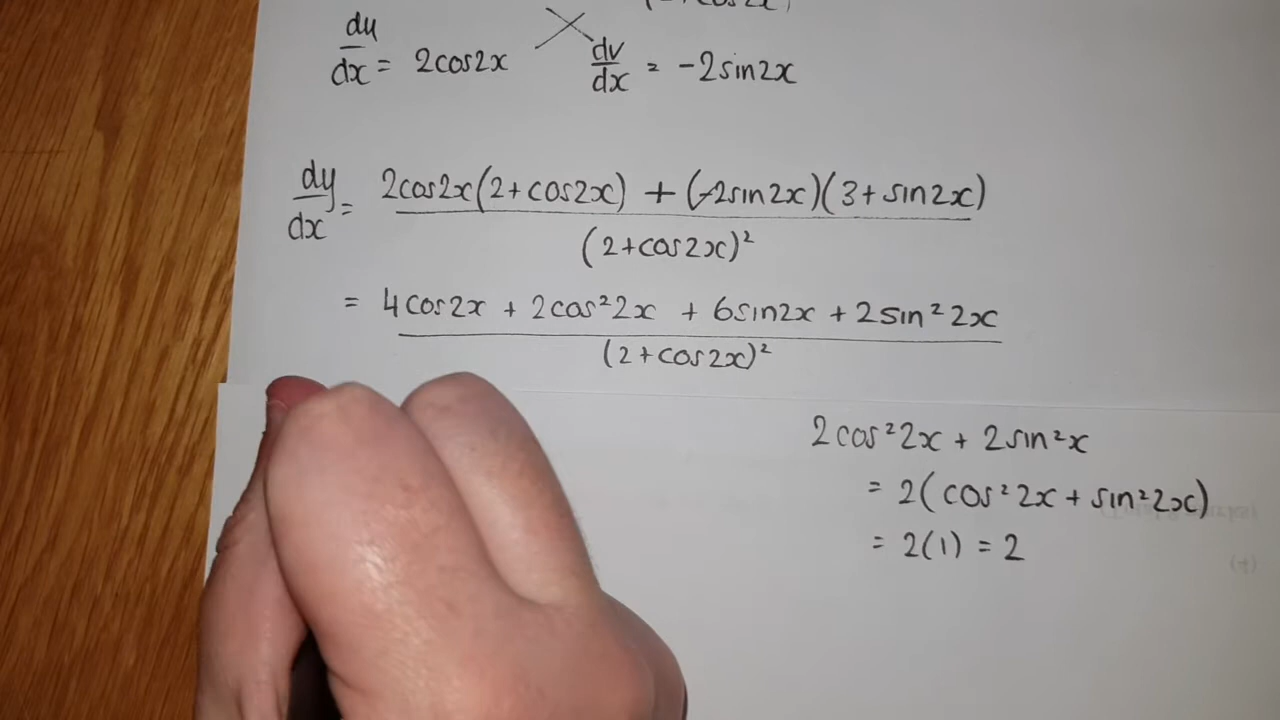 du/dx = 2cos2x dv/dx = -2sin2x
dy/dx = 2cos2x(2+cos2x) + (-2sin2x)(3+sin2x)
(2+cos2x)²
= 4cos2x + 2cos²2x + 6sin2x + 2sin²2x
(2+cos2x)²
2cos²2x + 2sin²x
= 2(cos²2x + sin²2x)
= 2(1) = 2